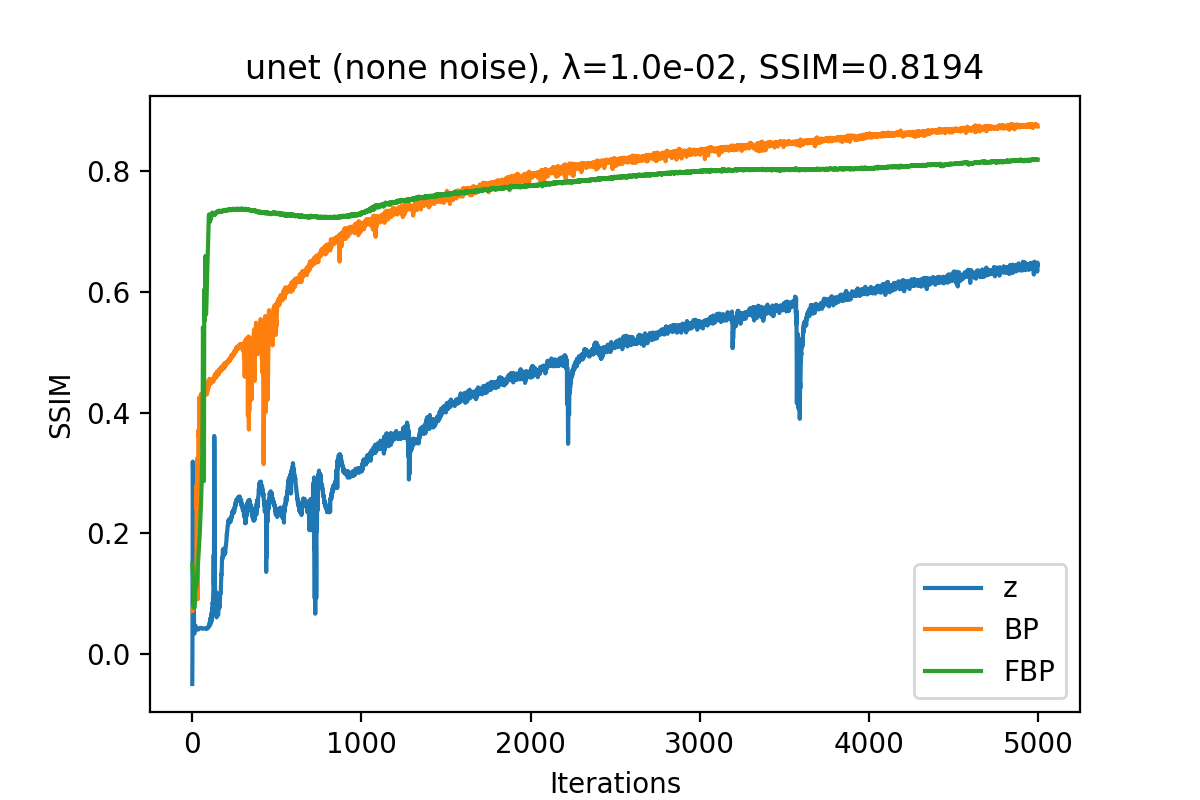 unet (none noise), λ=1.0e-02, SSIM=0.8194
SSIM
0.8
0.6
0.4
0.2
0.0
0 1000 2000 3000 4000 5000
Iterations
z
BP
FBP